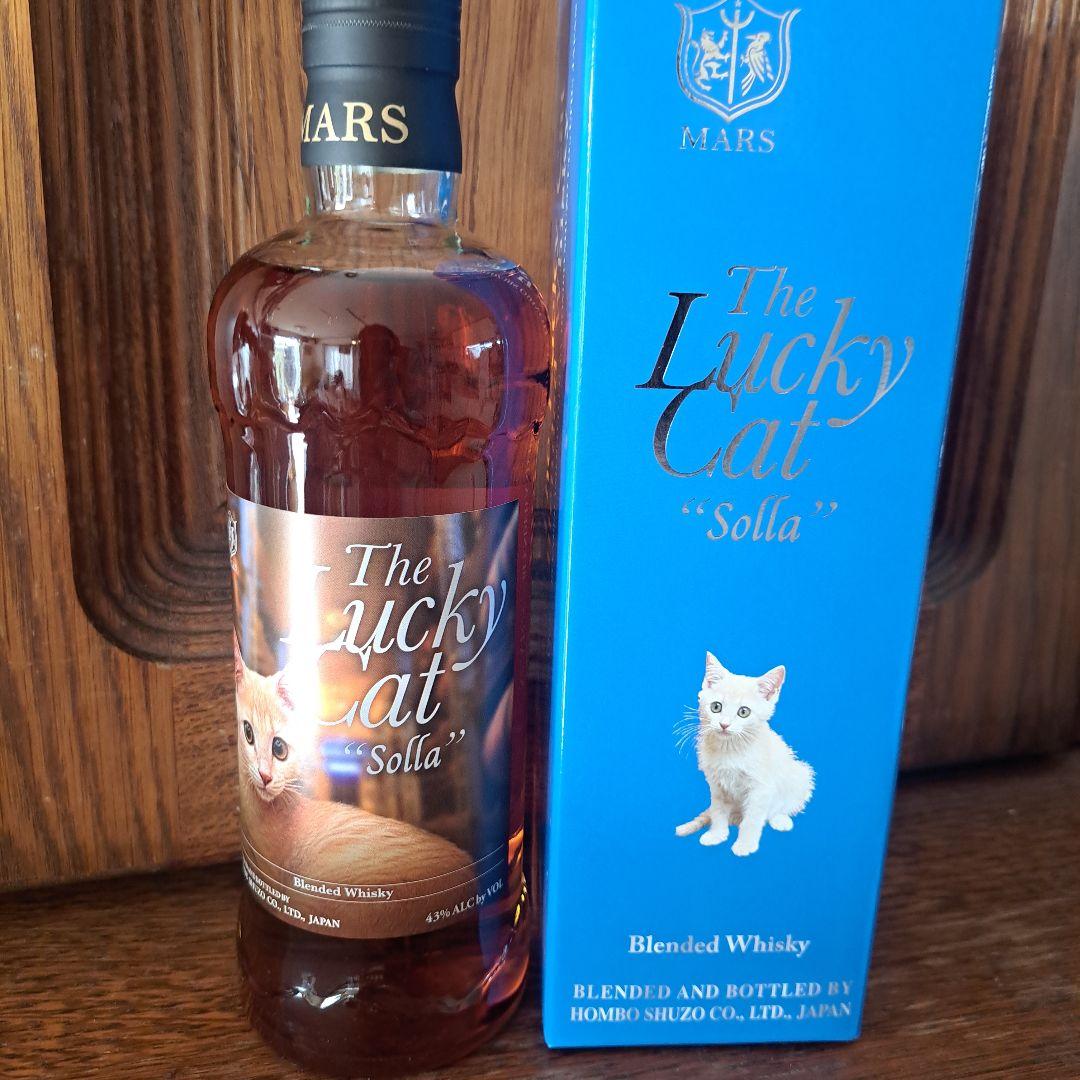 MARS
The
Lucky
Cat
“Solla”
Blended Whisky
SHUZO CO., LTD., JAPAN
43% ALC by VOL
MARS
The
Lucky
Cat
“Solla”
Blended Whisky
BLENDED AND BOTTLED BY
HOMBO SHUZO CO., LTD., JAPAN